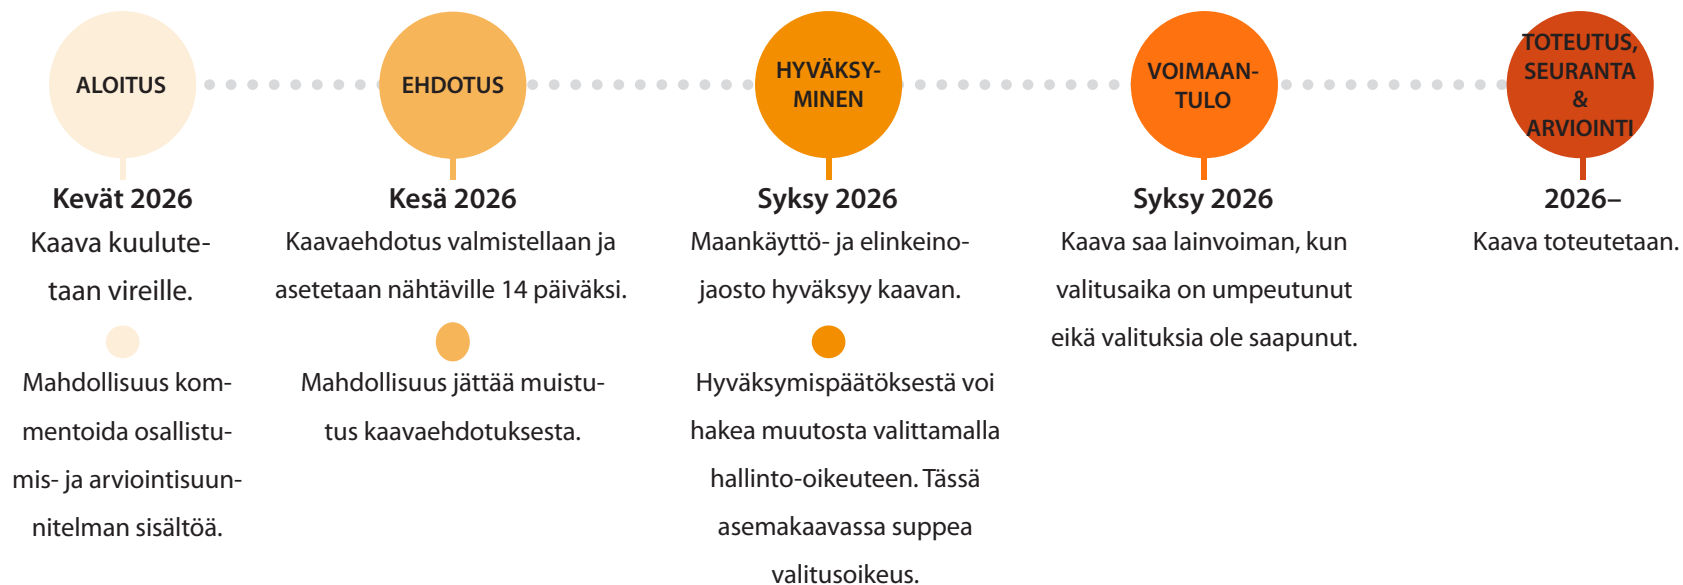 ALOITUS
Kevät 2026
Kaava kuulute-
taan vireille.
Mahdollisuus kom-
mentoida osallistu-
mis- ja arviointisuun-
nitelman sisältöä.
EHDOTUS
Kesä 2026
Kaavaehdotus valmistellaan ja
asetetaan nähtäville 14 päiväksi.
Mahdollisuus jättää muistu-
tus kaavaehdotuksesta.
HYVÄKSY-
MINEN
Syksy 2026
Maankäyttö- ja elinkeino-
jaosto hyväksyy kaavan.
Hyväksymispäätöksestä voi
hakea muutosta valittamalla
hallinto-oikeuteen. Tässä
asemakaavassa suppea
valitusoikeus.
VOIMAAN-
TULO
Syksy 2026
Kaava saa lainvoiman, kun
valitusaika on umpeutunut
eikä valituksia ole saapunut.
TOTEUTUS,
SEURANTA
&
ARVIOINTI
2026–
Kaava toteutetaan.